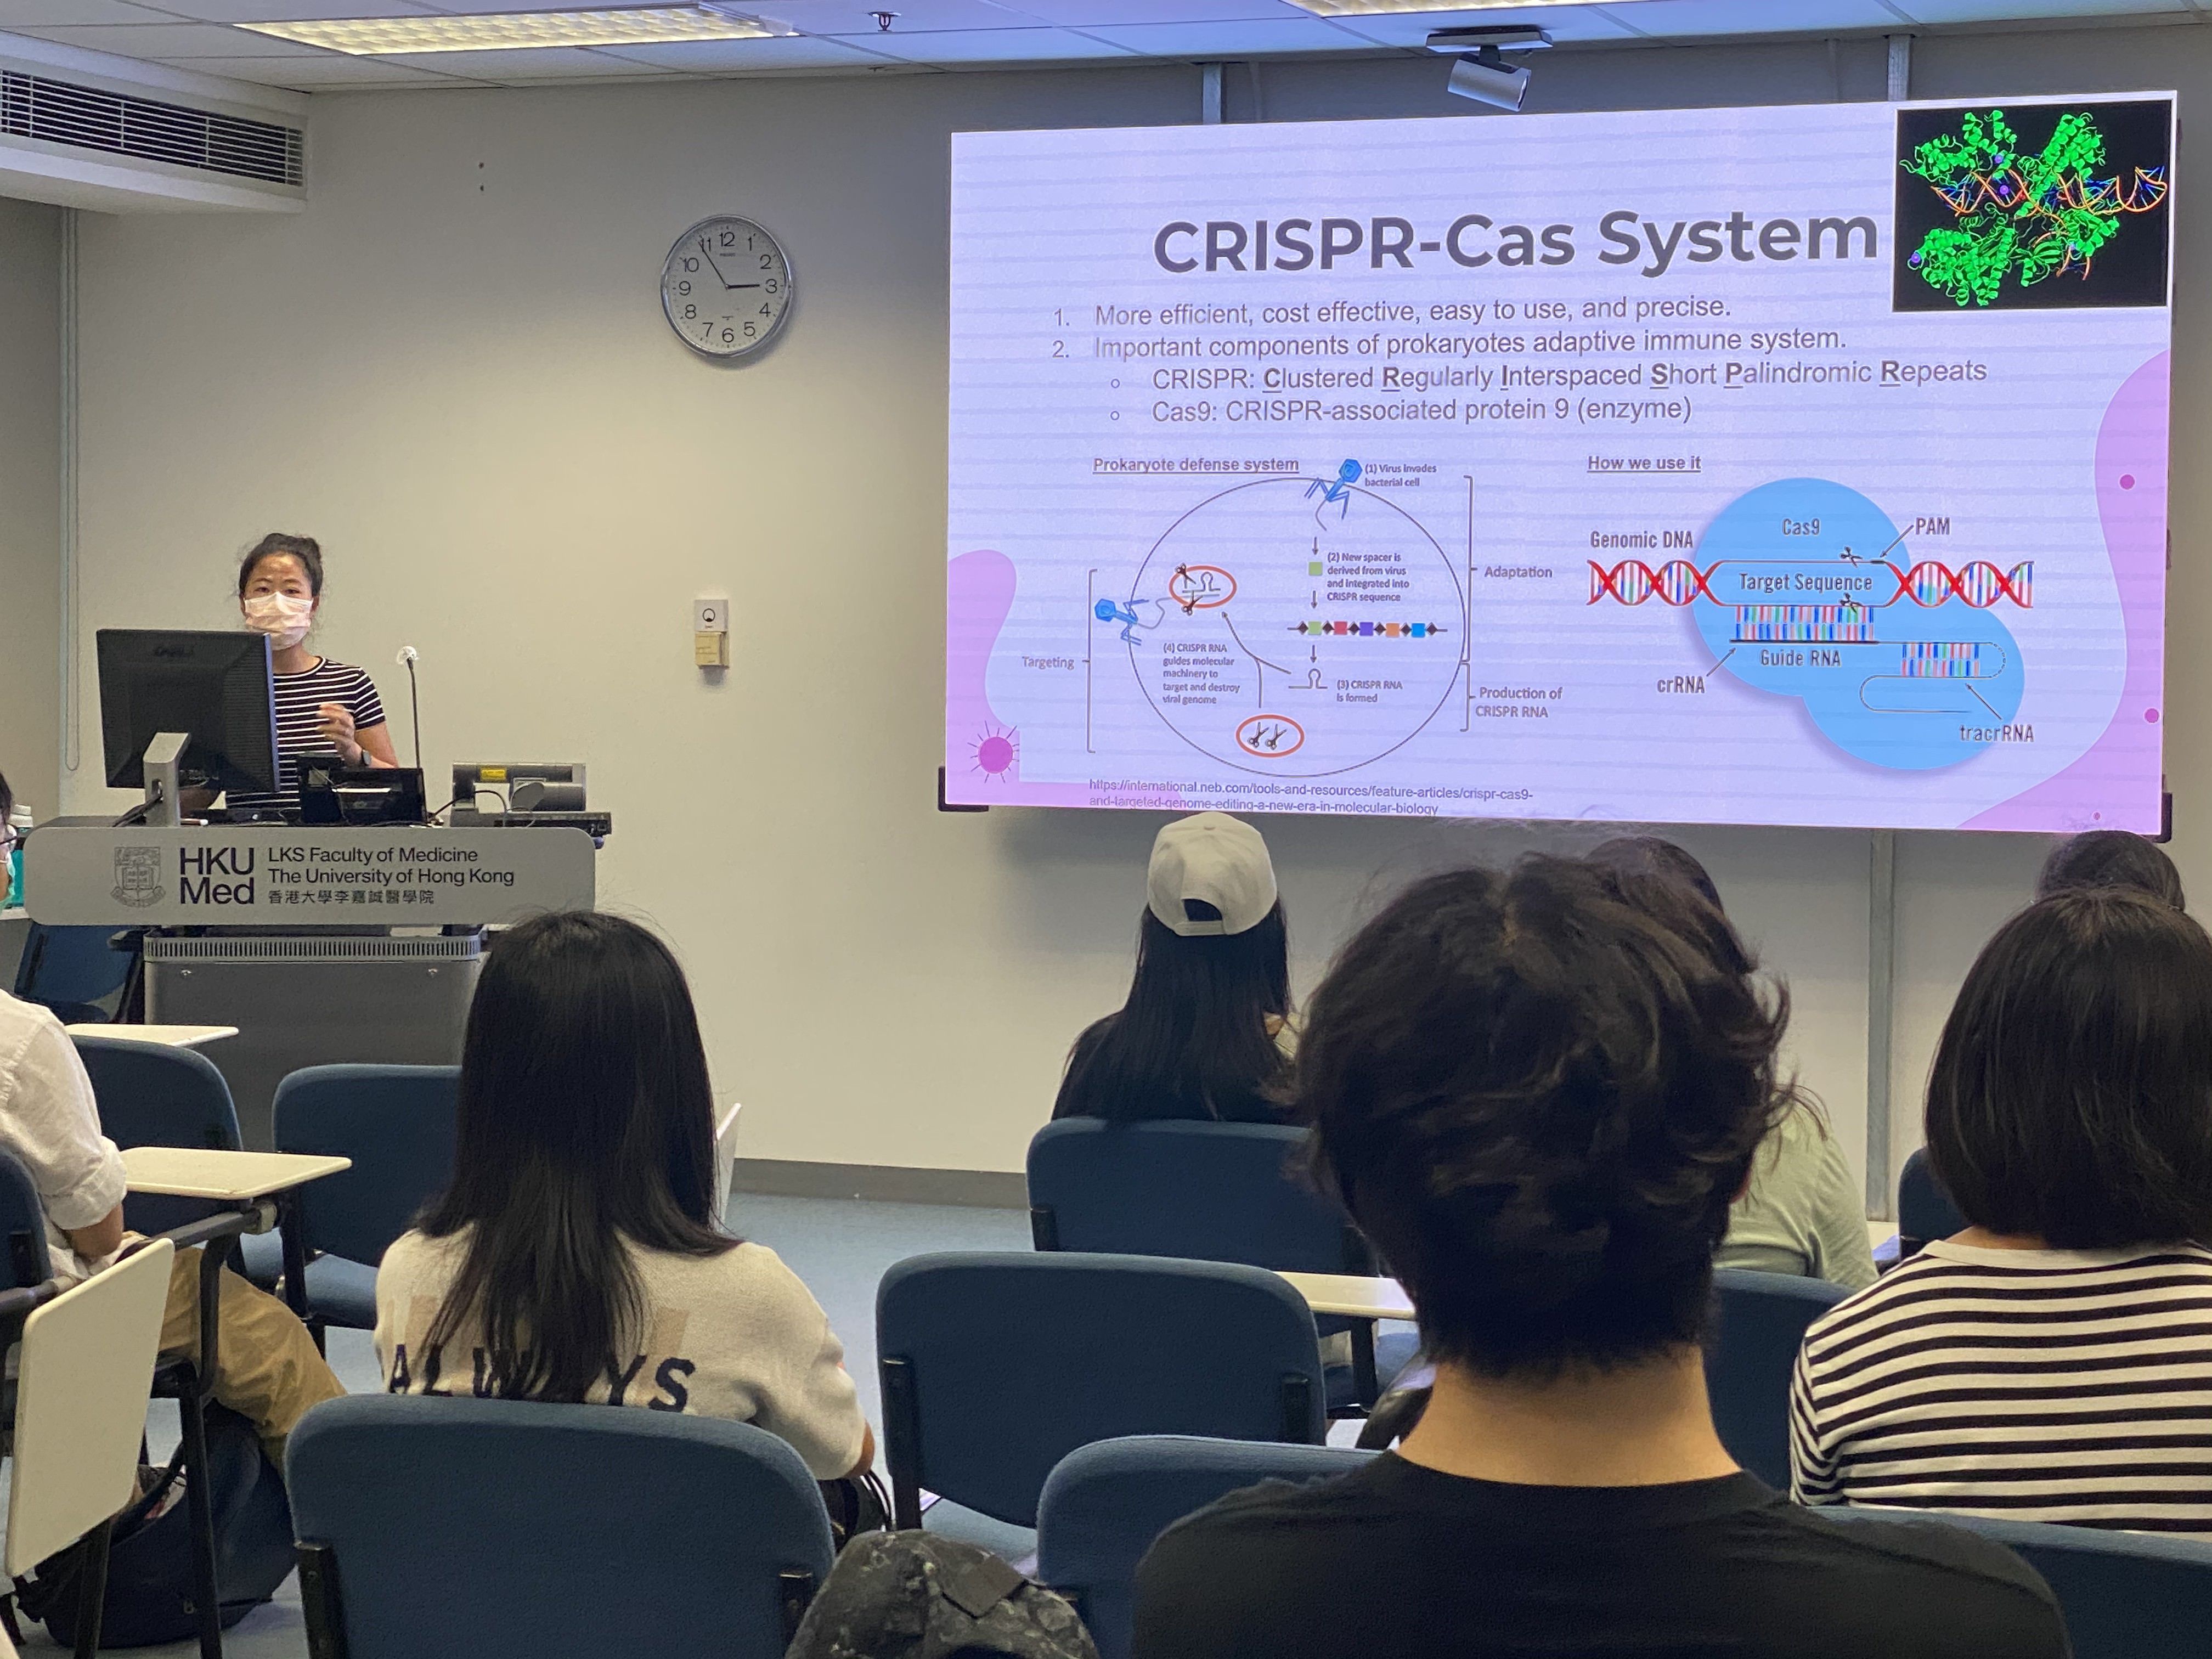 CRISPR-Cas System
1. More efficient, cost effective, easy to use, and precise.
2. Important components of prokaryotes adaptive immune system.
○ CRISPR: Clustered Regularly Interspaced Short Palindromic Repeats
○ Cas9: CRISPR-associated protein 9 (enzyme)
Prokaryote defense system
(1) Virus invades
bacterial cell
(2) New spacer is
derived from virus
and integrated into
CRISPR sequence
Adaptation
Targeting
(4) CRISPR RNA
guides molecular
machinery to
target and destroy
viral genome
(3) CRISPR RNA
is formed
Production of
CRISPR RNA
How we use it
Genomic DNA
Cas9
PAM
Target Sequence
Guide RNA
crRNA
tracrRNA
https://international.neb.com/tools-and-resources/feature-articles/crispr-cas9-
and-targeted-genome-editing-a-new-era-in-molecular-biology
12
1
2
3
4
5
6
7
8
9
10
11
HKU
Med
LKS Faculty of Medicine
The University of Hong Kong
香港大學李嘉誠醫學院